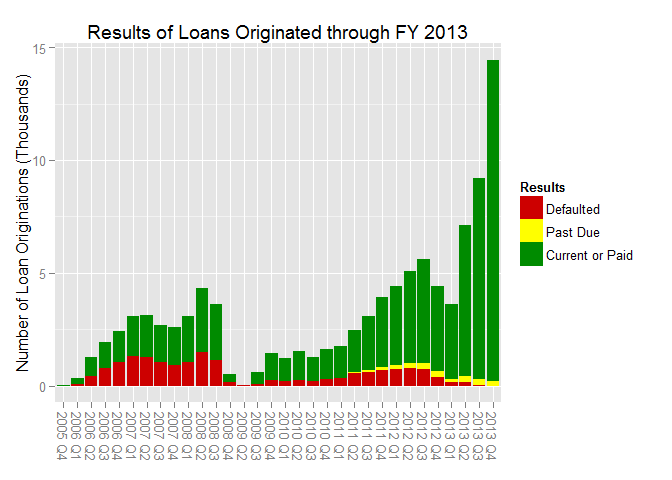 Results of Loans Originated through FY 2013
Number of Loan Originations (Thousands)
15
10
5
0
2005 Q4
2006 Q1
2006 Q2
2006 Q3
2006 Q4
2007 Q1
2007 Q2
2007 Q3
2007 Q4
2008 Q1
2008 Q2
2008 Q3
2008 Q4
2009 Q2
2009 Q3
2009 Q4
2010 Q1
2010 Q2
2010 Q3
2010 Q4
2011 Q1
2011 Q2
2011 Q3
2011 Q4
2012 Q1
2012 Q2
2012 Q3
2012 Q4
2013 Q1
2013 Q2
2013 Q3
2013 Q4
Results
Defaulted
Past Due
Current or Paid